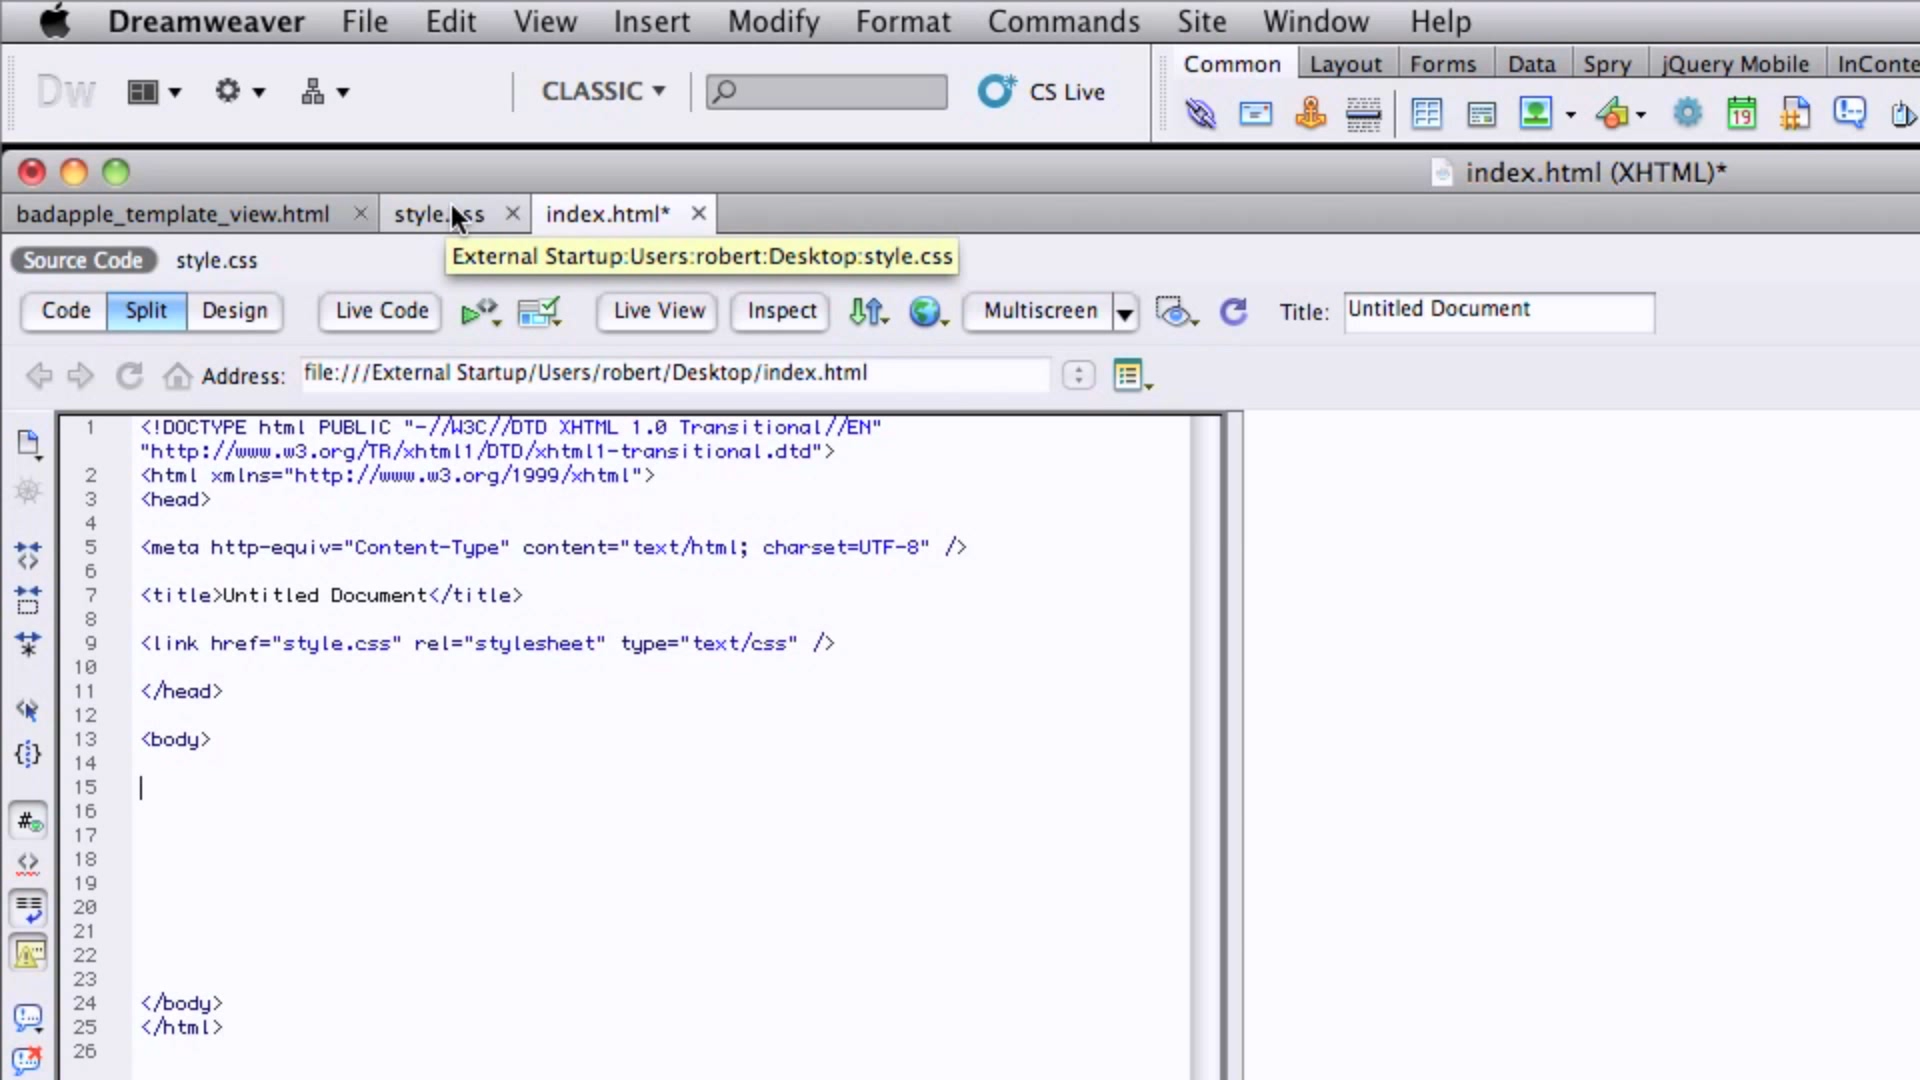 Dreamweaver File Edit View Insert Modify Format Commands Site Window Help
Dw CLASSIC CS Live
Common Layout Forms Data Spry jQuery Mobile InConte
19
index.html (XHTML)*
badapple_template_view.html style.css index.html*
Source Code style.css
External Startup:Users:robert:Desktop:style.css
Code Split Design Live Code Live View Inspect Multiscreen Title: Untitled Document
Address: file:///External Startup/Users/robert/Desktop/index.html
1 <!DOCTYPE html PUBLIC "-//W3C//DTD XHTML 1.0 Transitional//EN"
"http://www.w3.org/TR/xhtml1/DTD/xhtml1-transitional.dtd">
2 <html xmlns="http://www.w3.org/1999/xhtml">
3 <head>
4
5 <meta http-equiv="Content-Type" content="text/html; charset=UTF-8" />
6
7 <title>Untitled Document</title>
8
9 <link href="style.css" rel="stylesheet" type="text/css" />
10
11 </head>
12
13 <body>
14
15
16
17
18
19
20
21
22
23
24 </body>
25 </html>
26